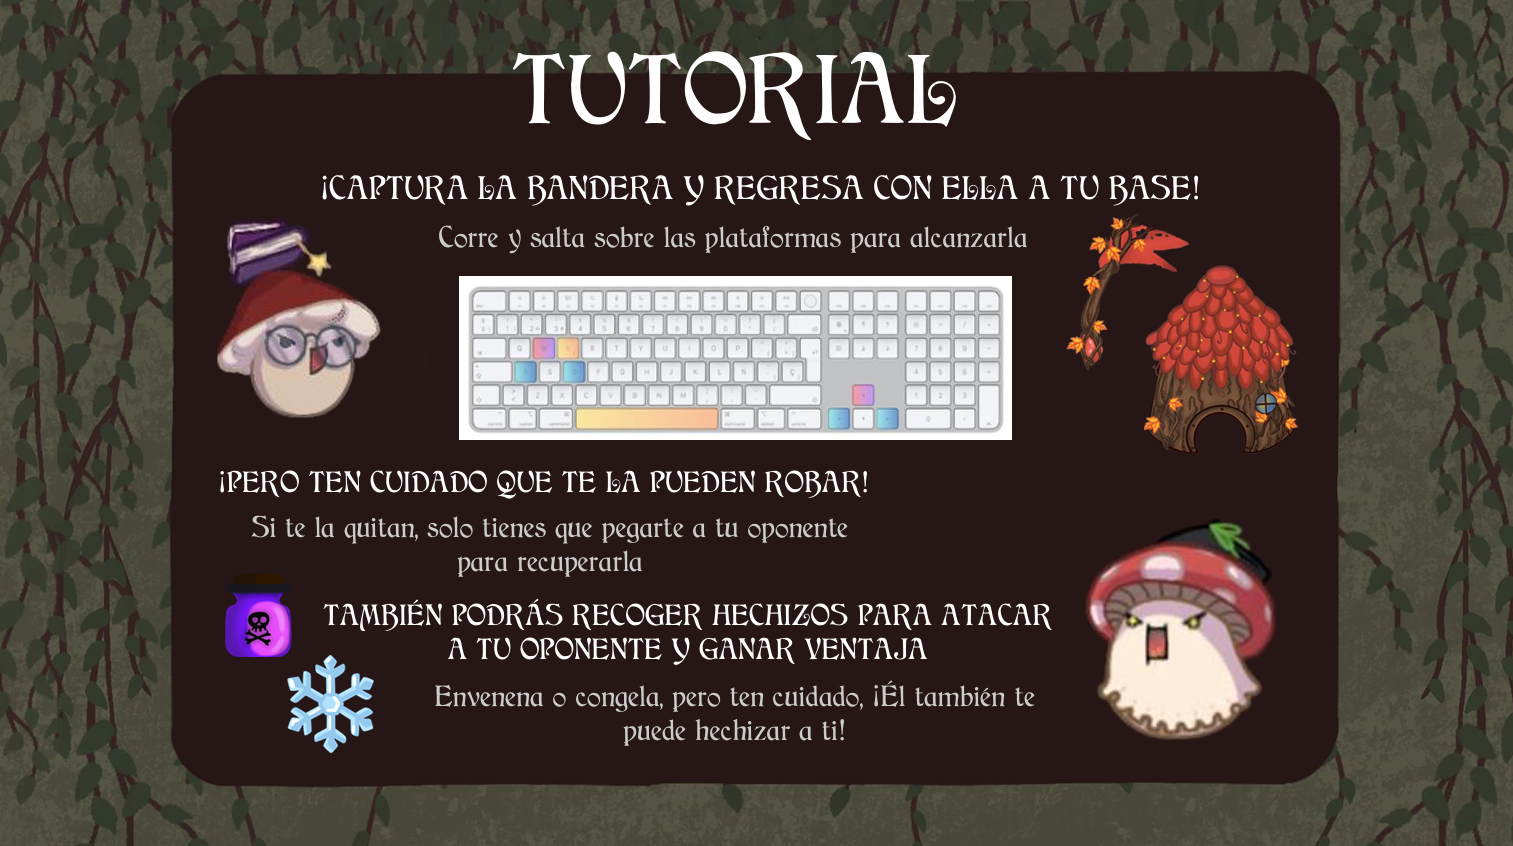 TUTORIAL
¡CAPTURA LA BANDERA Y REGRESA CON ELLA A TU BASE!
Corre y salta sobre las plataformas para alcanzarla
¡PERO TEN CUIDADO QUE TE LA PUEDEN ROBAR!
Si te la quitan, solo tienes que pegarte a tu oponente
para recuperarla
TAMBIÉN PODRÁS RECOGER HECHIZOS PARA ATACAR
A TU OPONENTE Y GANAR VENTAJA
Envenena o congela, pero ten cuidado, ¡Él también te
puede hechizar a ti!